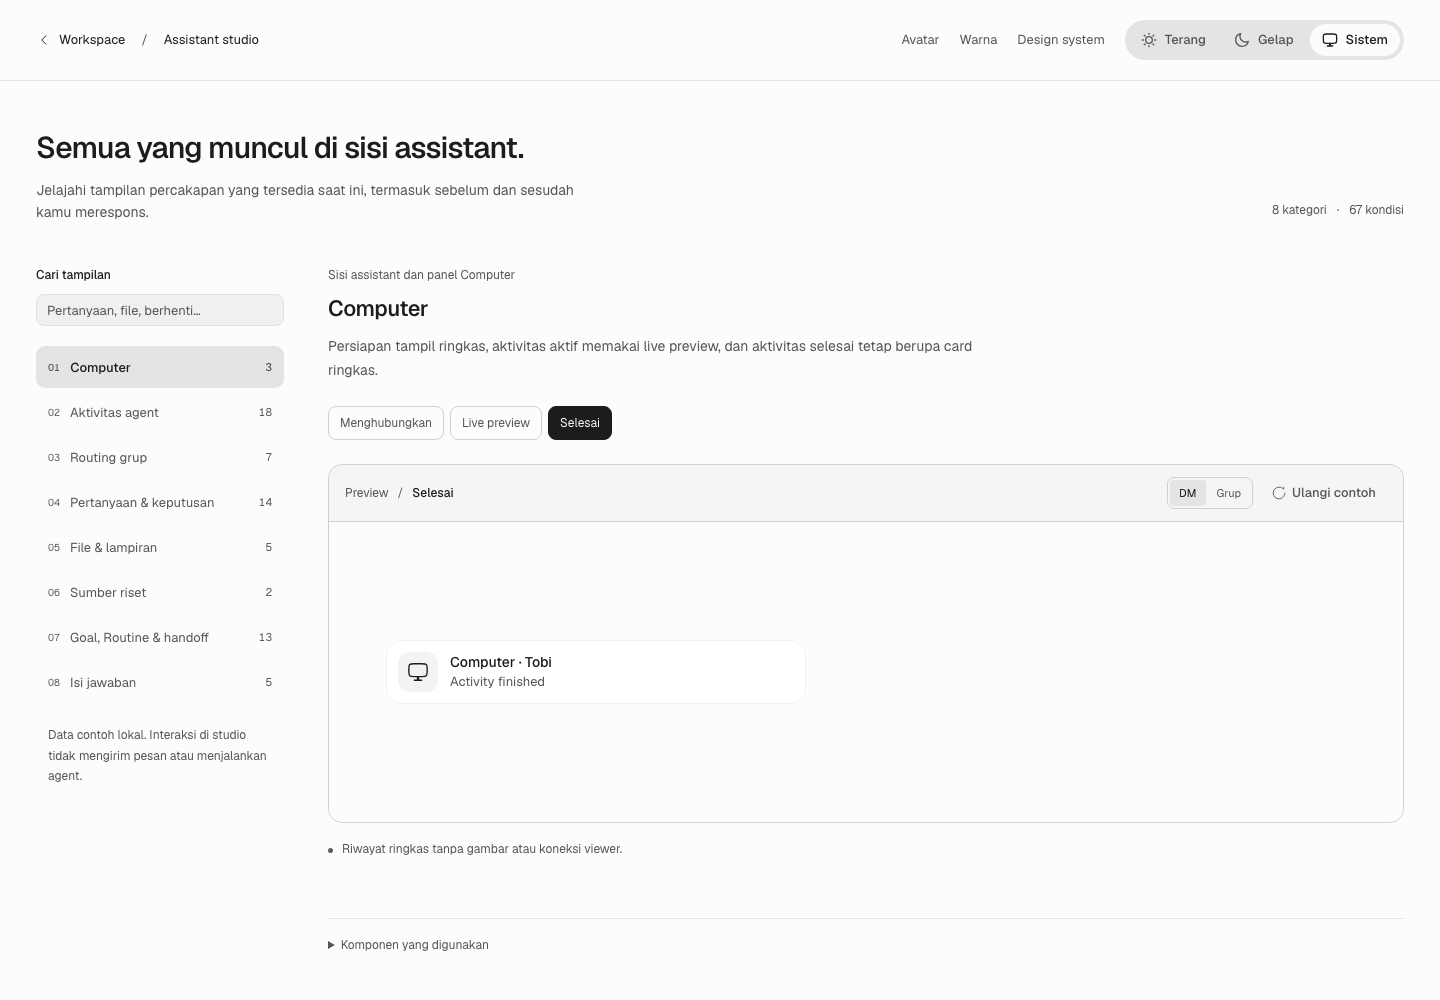 Workspace / Assistant studio
Avatar Warna Design system Terang Gelap Sistem
Semua yang muncul di sisi assistant.
Jelajahi tampilan percakapan yang tersedia saat ini, termasuk sebelum dan sesudah
kamu merespons.
8 kategori · 67 kondisi
Cari tampilan
Pertanyaan, file, berhenti...
01 Computer 3
02 Aktivitas agent 18
03 Routing grup 7
04 Pertanyaan & keputusan 14
05 File & lampiran 5
06 Sumber riset 2
07 Goal, Routine & handoff 13
08 Isi jawaban 5
Data contoh lokal. Interaksi di studio
tidak mengirim pesan atau menjalankan
agent.
Sisi assistant dan panel Computer
Computer
Persiapan tampil ringkas, aktivitas aktif memakai live preview, dan aktivitas selesai tetap berupa card
ringkas.
Menghubungkan Live preview Selesai
Preview / Selesai DM Grup Ulangi contoh
Computer · Tobi
Activity finished
Riwayat ringkas tanpa gambar atau koneksi viewer.
Komponen yang digunakan